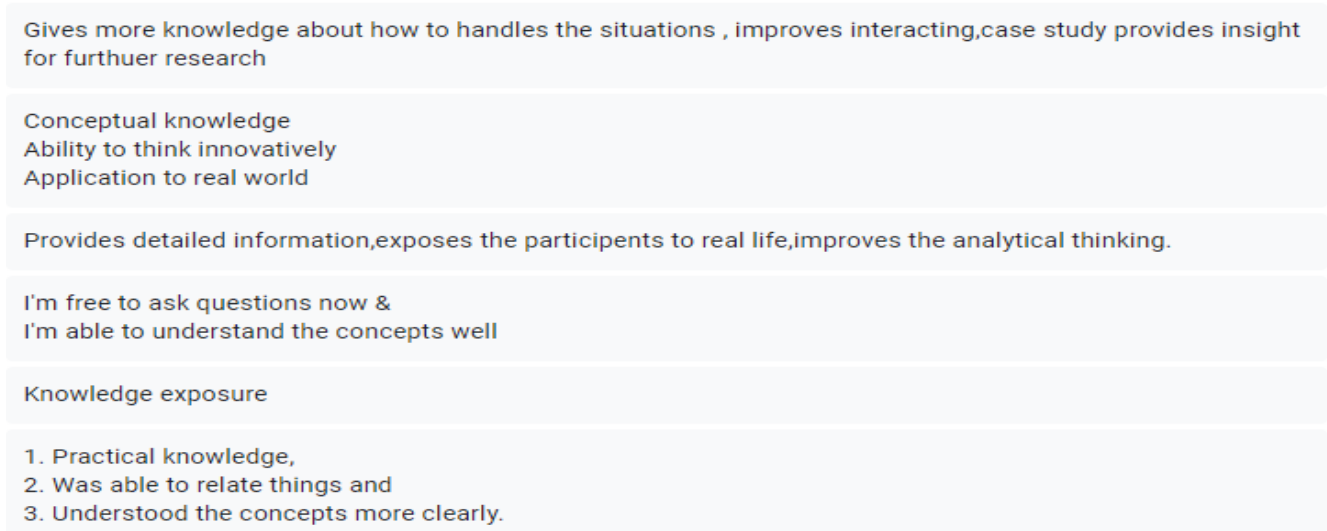 Gives more knowledge about how to handles the situations , improves interacting,case study provides insight
for furthuer research
Conceptual knowledge
Ability to think innovatively
Application to real world
Provides detailed information,exposes the participents to real life,improves the analytical thinking.
I'm free to ask questions now &
I'm able to understand the concepts well
Knowledge exposure
1. Practical knowledge,
2. Was able to relate things and
3. Understood the concepts more clearly.